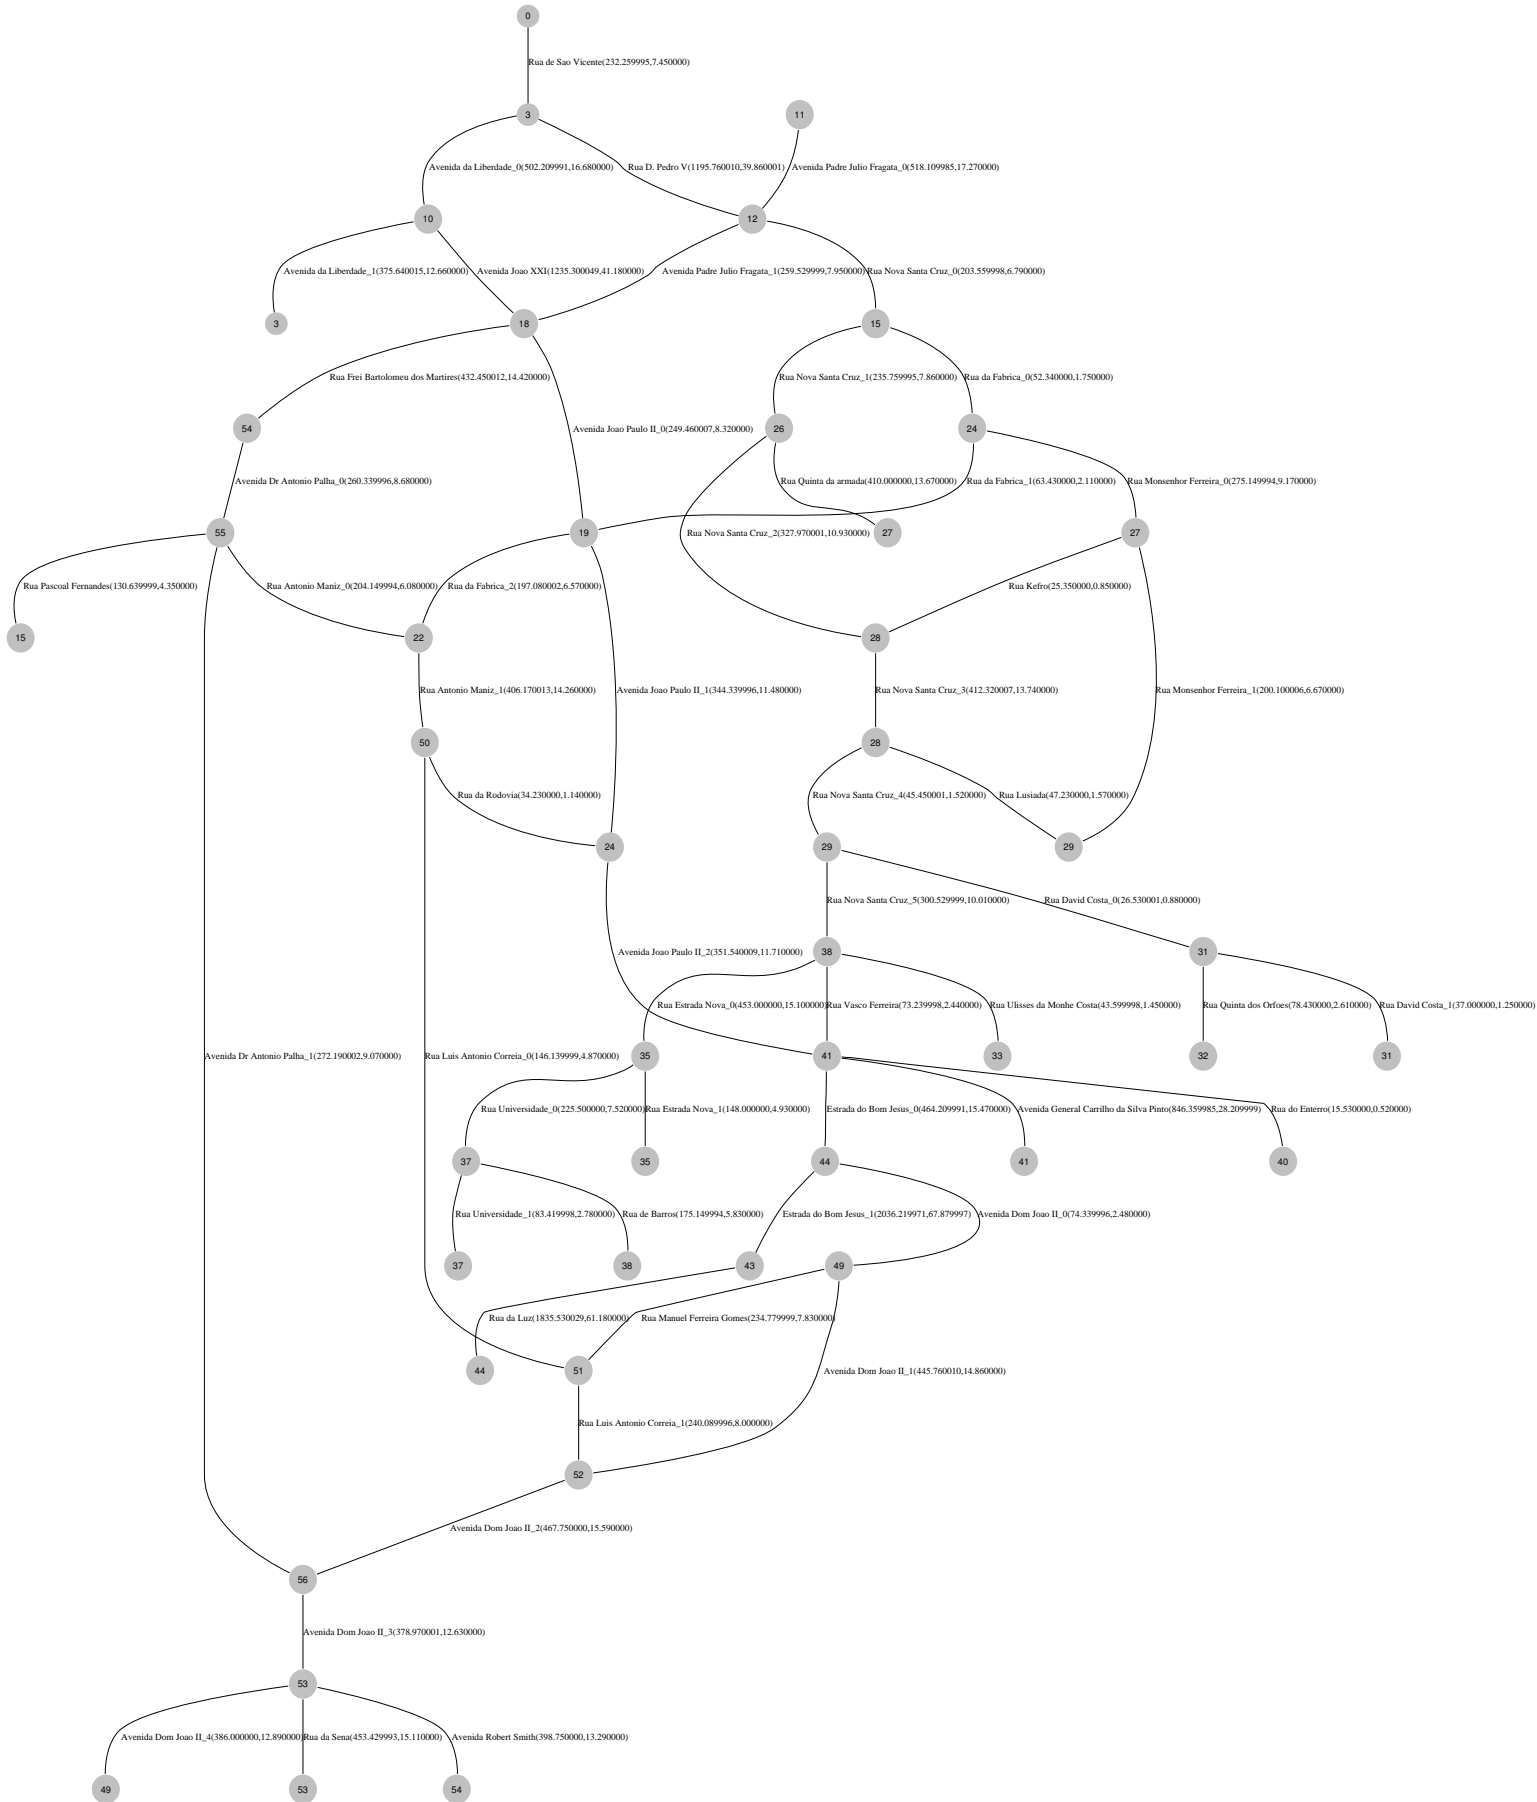 0
Rua de Sao Vicente(232.259995,7.450000)
3
11
Avenida da Liberdade_0(502.209991,16.680000)
Rua D. Pedro V(1195.760010,39.860001)
Avenida Padre Julio Fragata_0(518.109985,17.270000)
10
12
Avenida da Liberdade_1(375.640015,12.660000)
Avenida Joao XXI(1235.300049,41.180000)
Avenida Padre Julio Fragata_1(259.529999,7.950000)
Rua Nova Santa Cruz_0(203.559998,6.790000)
3
18
15
Rua Frei Bartolomeu dos Martires(432.450012,14.420000)
Rua Nova Santa Cruz_1(235.759995,7.860000)
Rua da Fabrica_0(52.340000,1.750000)
54
Avenida Joao Paulo II_0(249.460007,8.320000)
26
24
Avenida Dr Antonio Palha_0(260.339996,8.680000)
Rua Quinta da armada(410.000000,13.670000)
Rua da Fabrica_1(63.430000,2.110000)
Rua Monsenhor Ferreira_0(275.149994,9.170000)
55
19
Rua Nova Santa Cruz_2(327.970001,10.930000)
27
27
Rua Pascoal Fernandes(130.639999,4.350000)
Rua Antonio Maniz_0(204.149994,6.080000)
Rua da Fabrica_2(197.080002,6.570000)
Rua Kefro(25.350000,0.850000)
15
22
28
Rua Antonio Maniz_1(406.170013,14.260000)
Avenida Joao Paulo II_1(344.339996,11.480000)
Rua Nova Santa Cruz_3(412.320007,13.740000)
Rua Monsenhor Ferreira_1(200.100006,6.670000)
50
28
Rua da Rodovia(34.230000,1.140000)
Rua Nova Santa Cruz_4(45.450001,1.520000)
Rua Lusiada(47.230000,1.570000)
24
29
29
Rua Nova Santa Cruz_5(300.529999,10.010000)
Rua David Costa_0(26.530001,0.880000)
Avenida Joao Paulo II_2(351.540009,11.710000)
38
31
Rua Estrada Nova_0(453.000000,15.100000)
Rua Vasco Ferreira(73.239998,2.440000)
Rua Ulisses da Monhe Costa(43.599998,1.450000)
Rua Quinta dos Orfoes(78.430000,2.610000)
Rua David Costa_1(37.000000,1.250000)
Avenida Dr Antonio Palha_1(272.190002,9.070000)
Rua Luis Antonio Correia_0(146.139999,4.870000)
35
41
33
32
31
Rua Universidade_0(225.500000,7.520000)
Rua Estrada Nova_1(148.000000,4.930000)
Estrada do Bom Jesus_0(464.209991,15.470000)
Avenida General Carrilho da Silva Pinto(846.359985,28.209999)
Rua do Enterro(15.530000,0.520000)
37
35
44
41
40
Rua Universidade_1(83.419998,2.780000)
Rua de Barros(175.149994,5.830000)
Estrada do Bom Jesus_1(2036.219971,67.879997)
Avenida Dom Joao II_0(74.339996,2.480000)
37
38
43
49
Rua da Luz(1835.530029,61.180000)
Rua Manuel Ferreira Gomes(234.779999,7.830000)
44
51
Avenida Dom Joao II_1(445.760010,14.860000)
Rua Luis Antonio Correia_1(240.089996,8.000000)
52
Avenida Dom Joao II_2(467.750000,15.590000)
56
Avenida Dom Joao II_3(378.970001,12.630000)
53
Avenida Dom Joao II_4(386.000000,12.890000)
Rua da Sena(453.429993,15.110000)
Avenida Robert Smith(398.750000,13.290000)
49
53
54